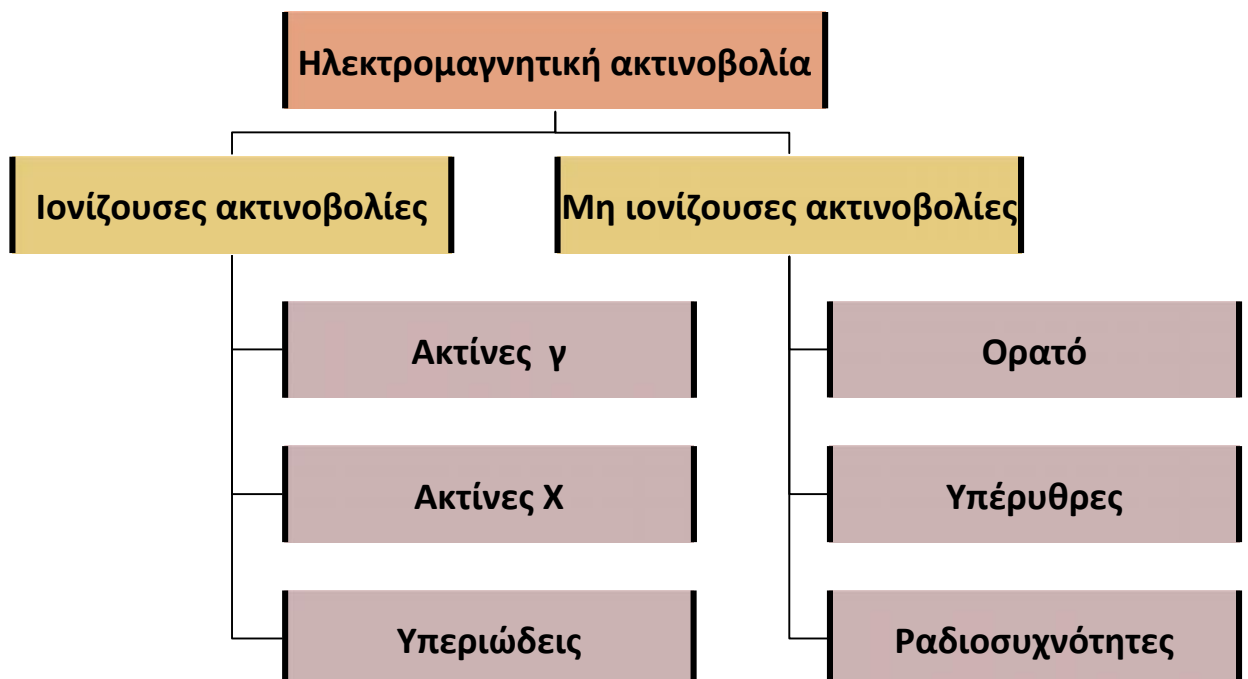 Ηλεκτρομαγνητική ακτινοβολία
Ιονίζουσες ακτινοβολίες
Μη ιονίζουσες ακτινοβολίες
Ακτίνες γ
Ακτίνες Χ
Υπεριώδεις
Ορατό
Υπέρυθρες
Ραδιοσυχνότητες